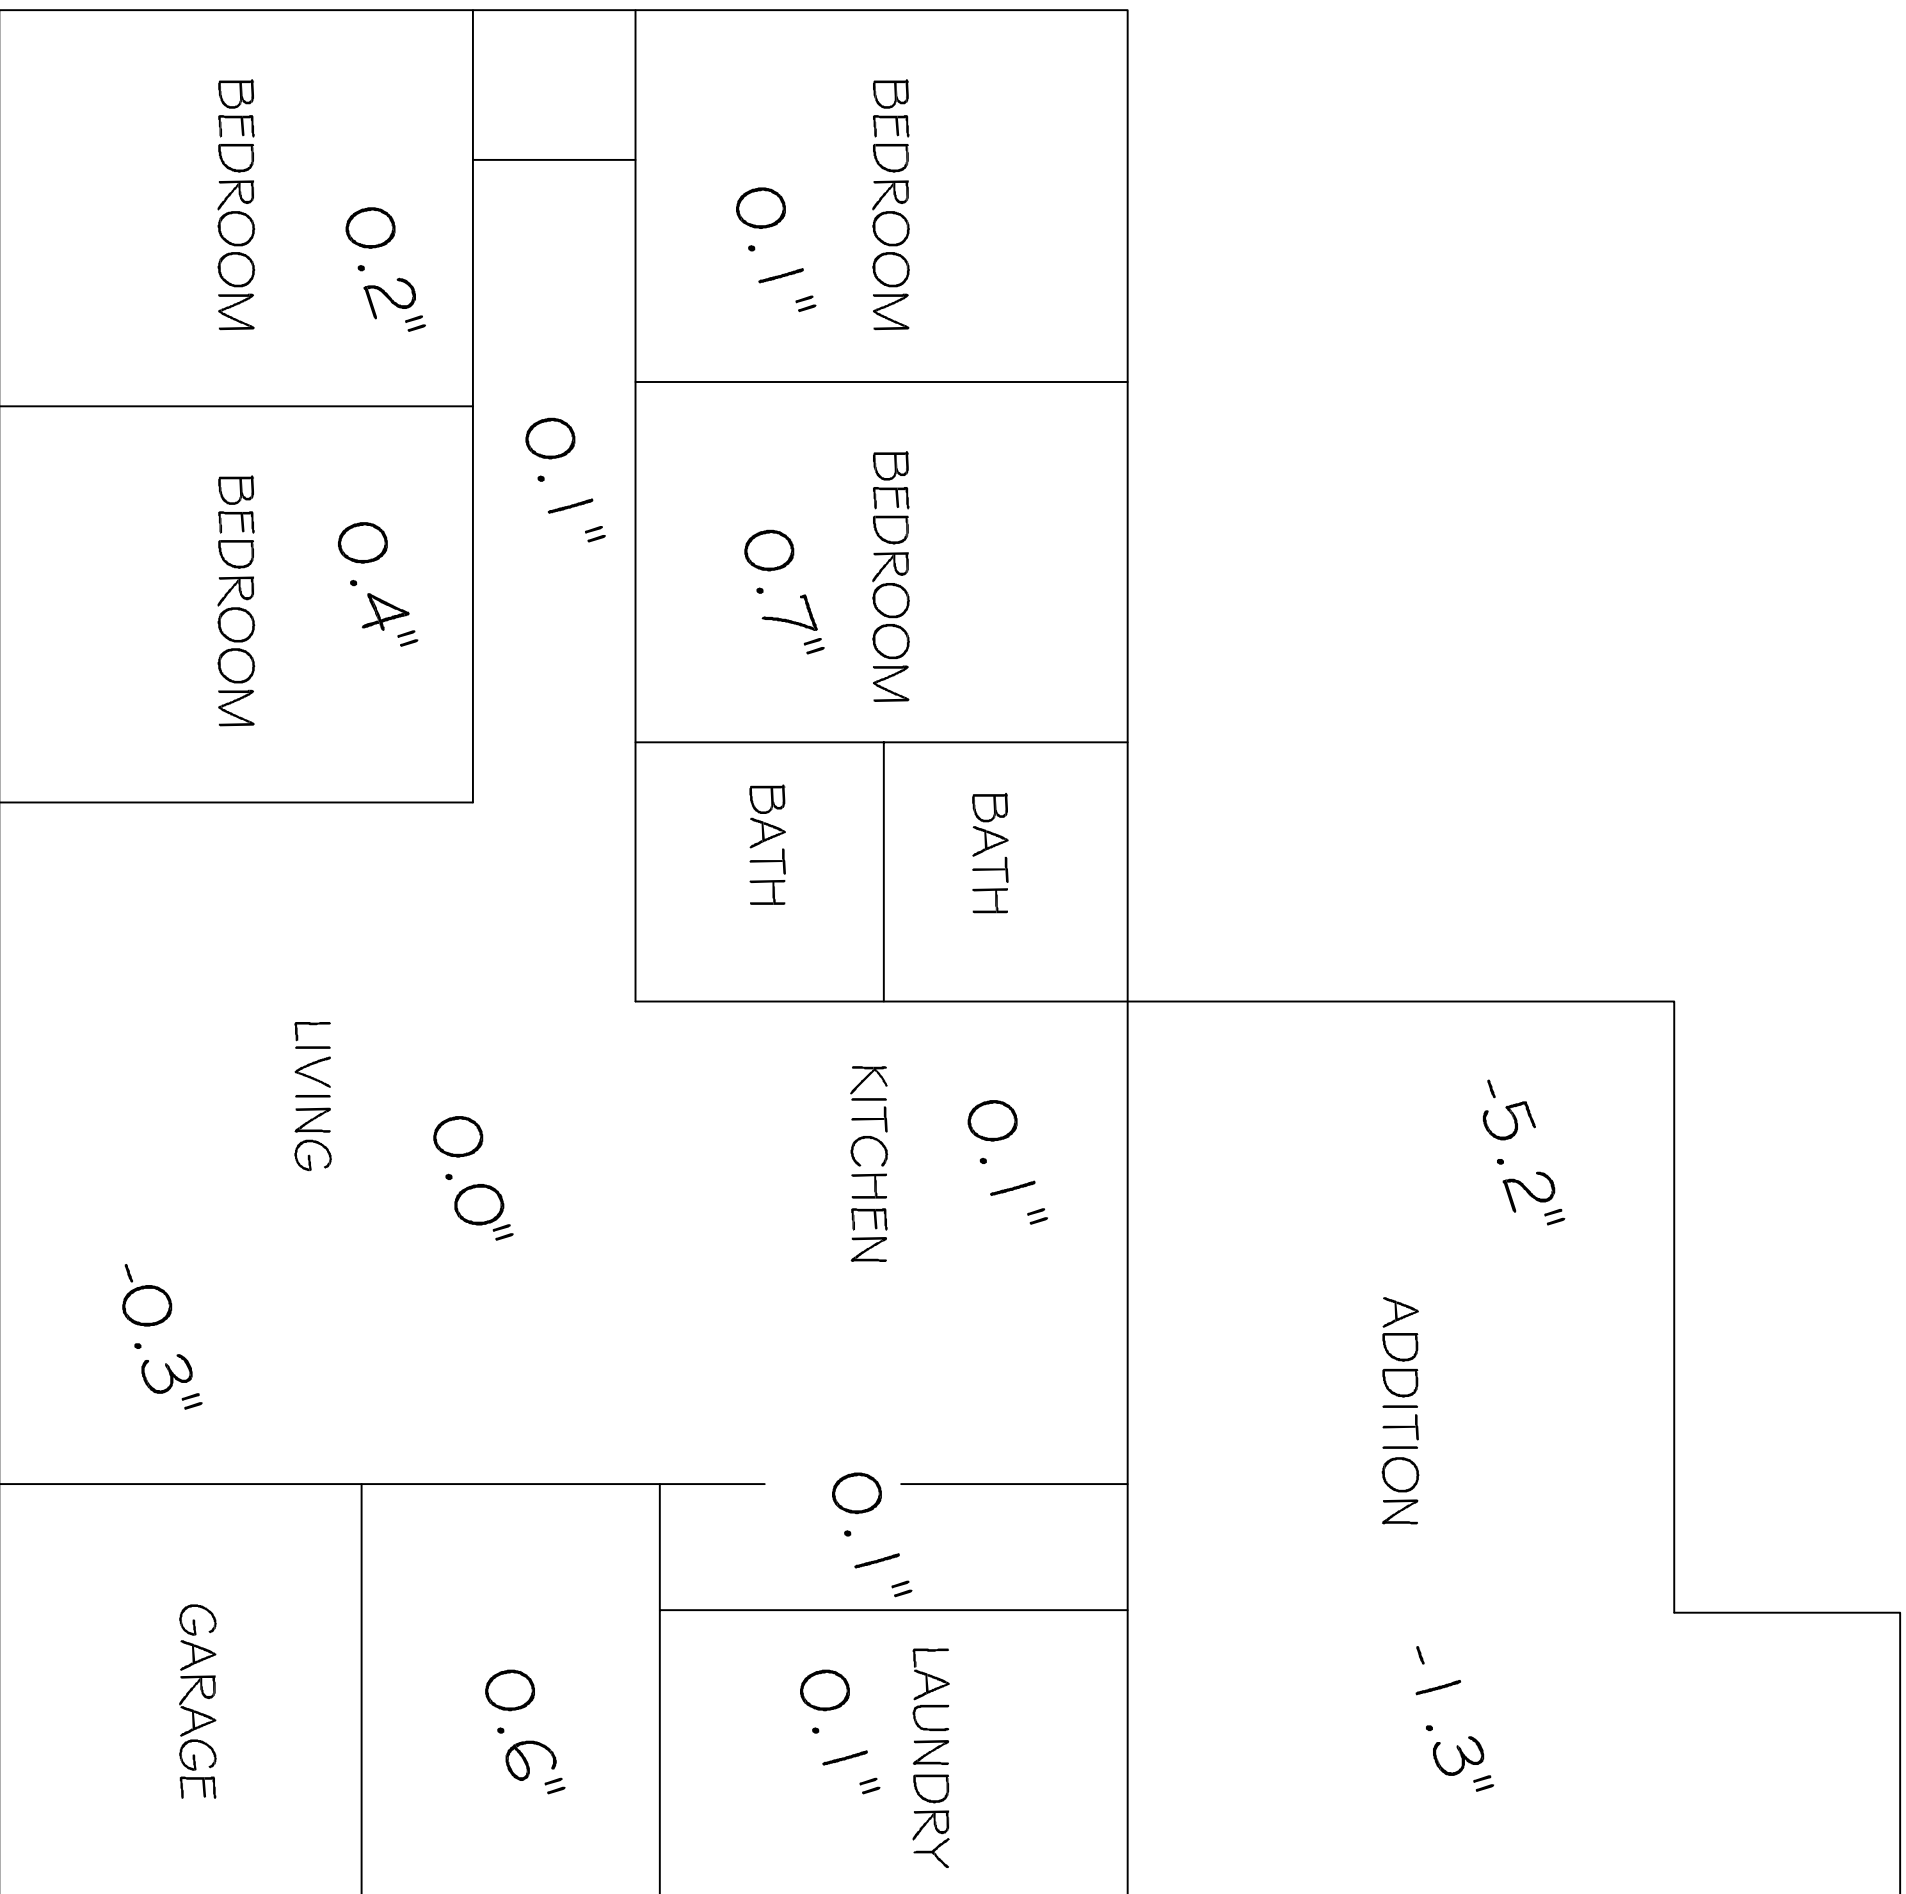 -5.2"
-1.3"
ADDITION
0.1"
BATH
LAUNDRY
BEDROOM
BEDROOM
KITCHEN
0.1"
0.1"
0.1"
0.7"
BATH
0.1"
0.6"
0.0"
0.2"
0.4"
LIVING
BEDROOM
BEDROOM
GARAGE
-0.3"